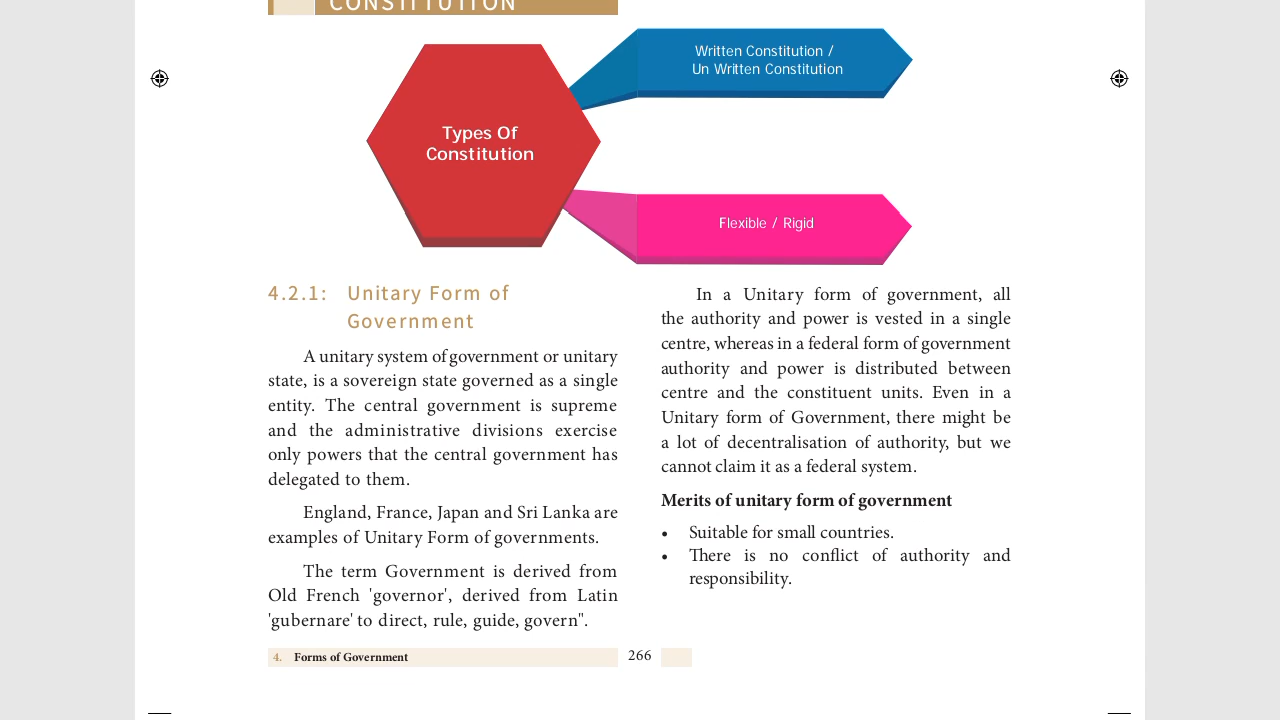 CONSTITUTION
Written Constitution /
Un Written Constitution
Types Of
Constitution
Flexible / Rigid
4.2.1: Unitary Form of
Government
A unitary system of government or unitary
state, is a sovereign state governed as a single
entity. The central government is supreme
and the administrative divisions exercise
only powers that the central government has
delegated to them.
England, France, Japan and Sri Lanka are
examples of Unitary Form of governments.
The term Government is derived from
Old French 'governor', derived from Latin
'gubernare' to direct, rule, guide, govern".
In a Unitary form of government, all
the authority and power is vested in a single
centre, whereas in a federal form of government
authority and power is distributed between
centre and the constituent units. Even in a
Unitary form of Government, there might be
a lot of decentralisation of authority, but we
cannot claim it as a federal system.
Merits of unitary form of government
• Suitable for small countries.
• There is no conflict of authority and
responsibility.
4. Forms of Government
266